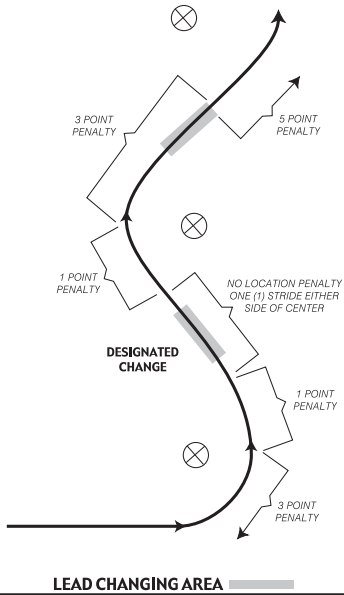 3 POINT
PENALTY
5 POINT
PENALTY
1 POINT
PENALTY
NO LOCATION PENALTY
ONE (1) STRIDE EITHER
SIDE OF CENTER
DESIGNATED
CHANGE
1 POINT
PENALTY
3 POINT
PENALTY
LEAD CHANGING AREA